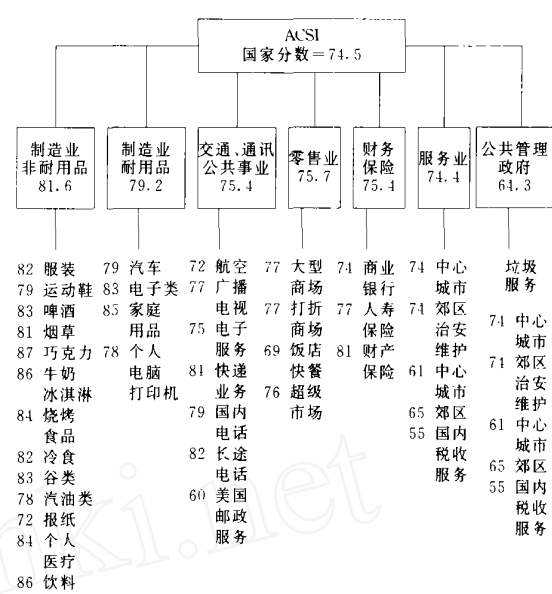 ACSI
国家分数=74.5
制造业
非耐用品
81.6
制造业
耐用品
79.2
交通、通讯
公共事业
75.4
零售业
75.7
财务
保险
75.4
服务业
74.4
公共管理
政府
64.3
82 服装
79 运动鞋
83 啤酒
81 烟草
87 巧克力
86 牛奶
冰淇淋
84 烧烤
食品
82 冷食
83 谷类
78 汽油类
72 报纸
84 个人
医疗
86 饮料
79 汽车
83 电子类
85 家庭
用品
78 个人
电脑
打印机
72 航空
77 广播
电视
75 电子
服务
81 快递
业务
79 国内
电话
82 长途
电话
60 美国
邮政
服务
77 大型
商场
77 打折
商场
69 饭店
快餐
76 超级
市场
74 商业
银行
77 人寿
保险
81 财产
保险
74 中心
城市
74 郊区
治安
维护
61 中心
城市
65 郊区
55 国内
税收
服务
垃圾
服务
74 中心
城市
74 郊区
治安
维护
61 中心
城市
65 郊区
55 国内
税收
服务
nki.net